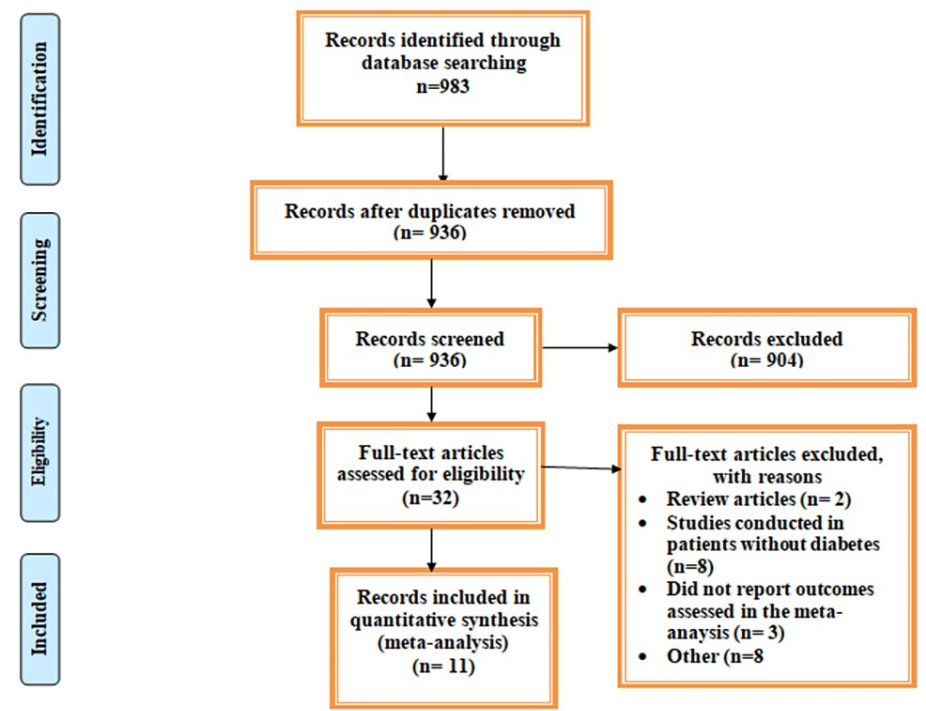 Identification
Records identified through
database searching
n=983
Records after duplicates removed
(n= 936)
Screening
Records screened
(n= 936)
Records excluded
(n= 904)
Eligibility
Full-text articles
assessed for eligibility
(n=32)
Full-text articles excluded,
with reasons
• Review articles (n= 2)
• Studies conducted in
patients without diabetes
(n=8)
• Did not report outcomes
assessed in the meta-
anaysis (n= 3)
• Other (n=8
Included
Records included in
quantitative synthesis
(meta-analysis)
(n= 11)